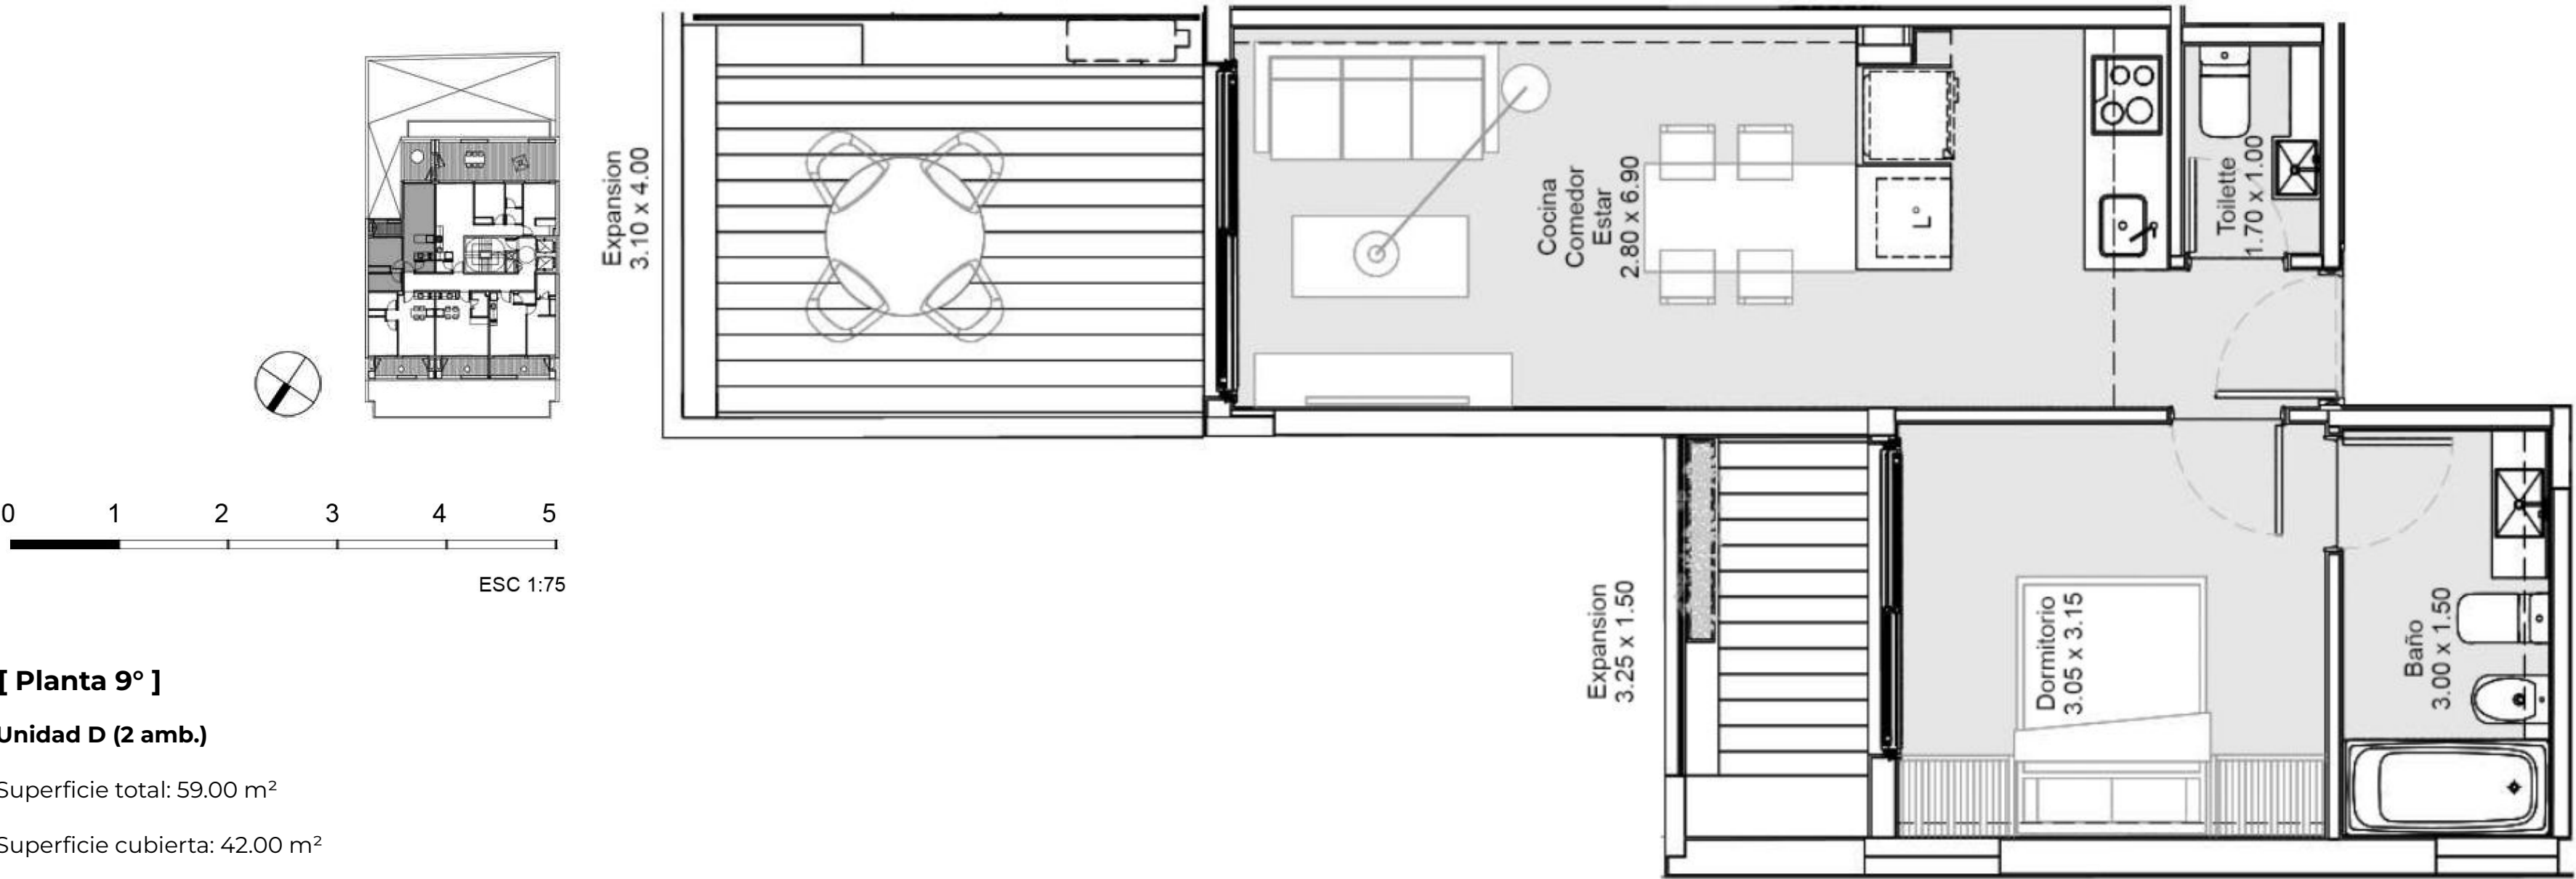 0 1 2 3 4 5
ESC 1:75
[ Planta 9° ]
Unidad D (2 amb.)
Superficie total: 59.00 m²
Superficie cubierta: 42.00 m²
Expansion
3.10 x 4.00
Cocina
Comedor
Estar
2.80 x 6.90
L°
Toilette
1.70 x 1.00
Expansion
3.25 x 1.50
Dormitorio
3.05 x 3.15
Baño
3.00 x 1.50